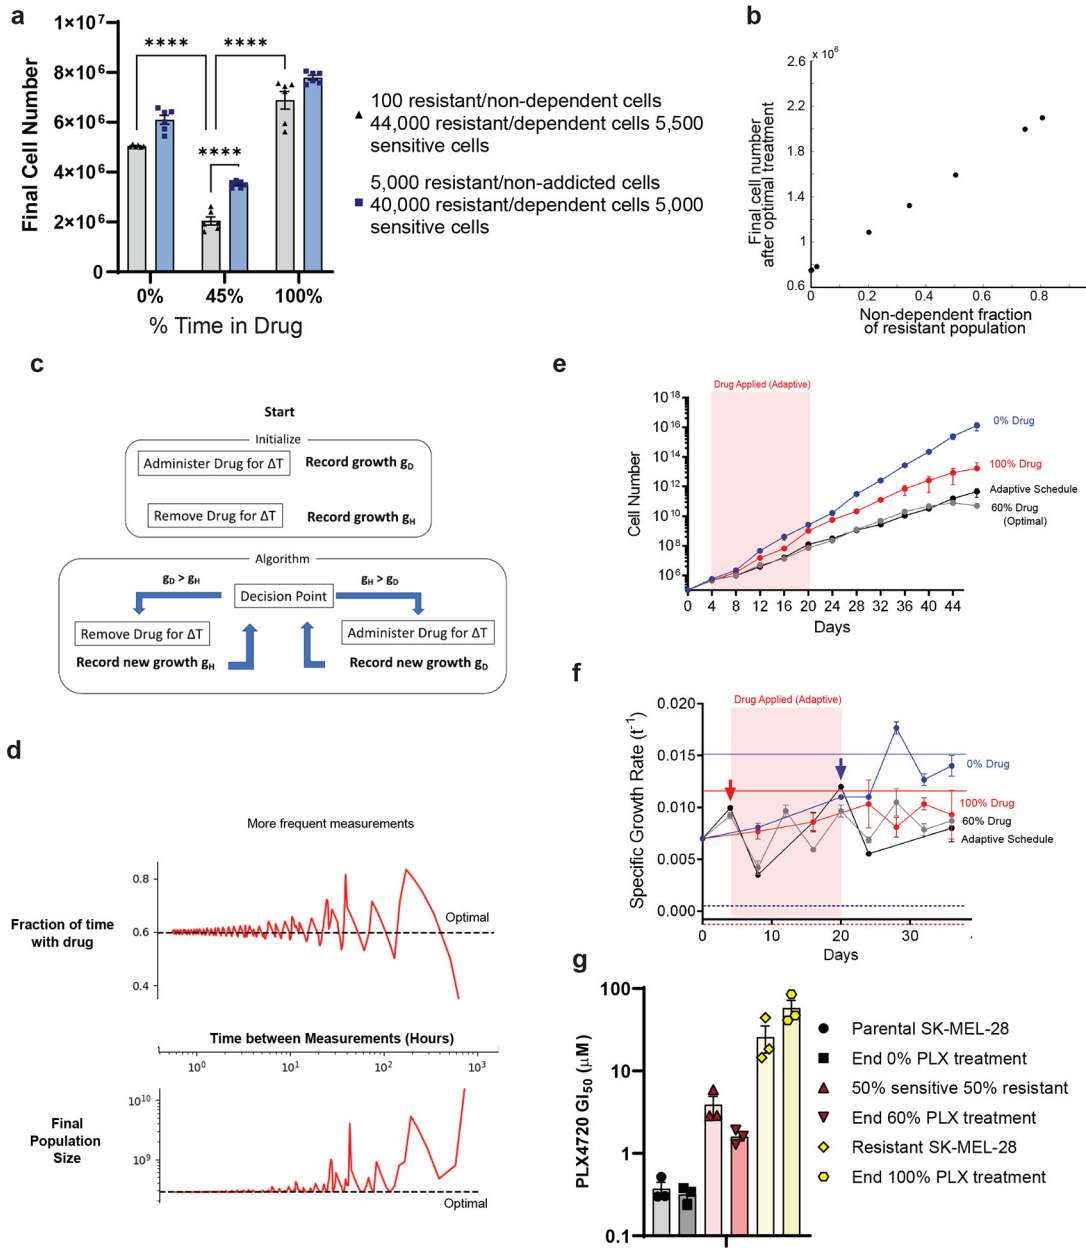 a
1×10⁷
8×10⁶
6×10⁶
4×10⁶
2×10⁶
0
Final Cell Number
****
****
****
0%
45%
100%
% Time in Drug
100 resistant/non-dependent cells
44,000 resistant/dependent cells 5,500
sensitive cells
5,000 resistant/non-addicted cells
40,000 resistant/dependent cells 5,000
sensitive cells
b
x 10⁶
2.6
2.2
1.8
1.4
1
0.6
Final cell number
after optimal treatment
0
0.2
0.4
0.6
0.8
Non-dependent fraction
of resistant population
c
Start
Initialize
Administer Drug for ΔT
Record growth g_D
Remove Drug for ΔT
Record growth g_H
Algorithm
g_D > g_H
g_H > g_D
Decision Point
Remove Drug for ΔT
Administer Drug for ΔT
Record new growth g_H
Record new growth g_D
d
More frequent measurements
0.8
0.6
0.4
Fraction of time
with drug
Optimal
Time between Measurements (Hours)
10⁰
10¹
10²
10³
10¹⁰
10⁹
Final
Population
Size
Optimal
e
Drug Applied (Adaptive)
10¹⁸
10¹⁶
10¹⁴
10¹²
10¹⁰
10⁸
10⁶
Cell Number
0% Drug
100% Drug
Adaptive Schedule
60% Drug
(Optimal)
0
4
8
12
16
20
24
28
32
36
40
44
Days
f
Drug Applied (Adaptive)
0.020
0.015
0.010
0.005
0.000
Specific Growth Rate (t⁻¹)
0% Drug
100% Drug
60% Drug
Adaptive Schedule
0
10
20
30
Days
g
100
10
1
0.1
PLX4720 GI₅₀ (μM)
Parental SK-MEL-28
End 0% PLX treatment
50% sensitive 50% resistant
End 60% PLX treatment
Resistant SK-MEL-28
End 100% PLX treatment